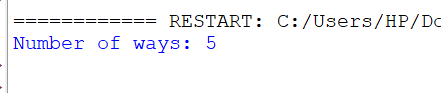 ============ RESTART: C:/Users/HP/Do
Number of ways: 5